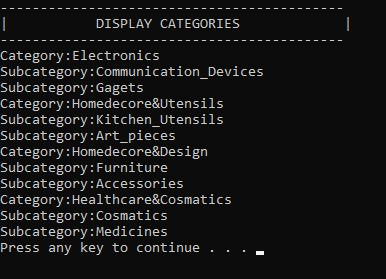 -------------------------------------------
|           DISPLAY CATEGORIES             |
-------------------------------------------
Category:Electronics
Subcategory:Communication_Devices
Subcategory:Gagets
Category:Homedecore&Utensils
Subcategory:Kitchen_Utensils
Subcategory:Art_pieces
Category:Homedecore&Design
Subcategory:Furniture
Subcategory:Accessories
Category:Healthcare&Cosmatics
Subcategory:Cosmatics
Subcategory:Medicines
Press any key to continue . . .